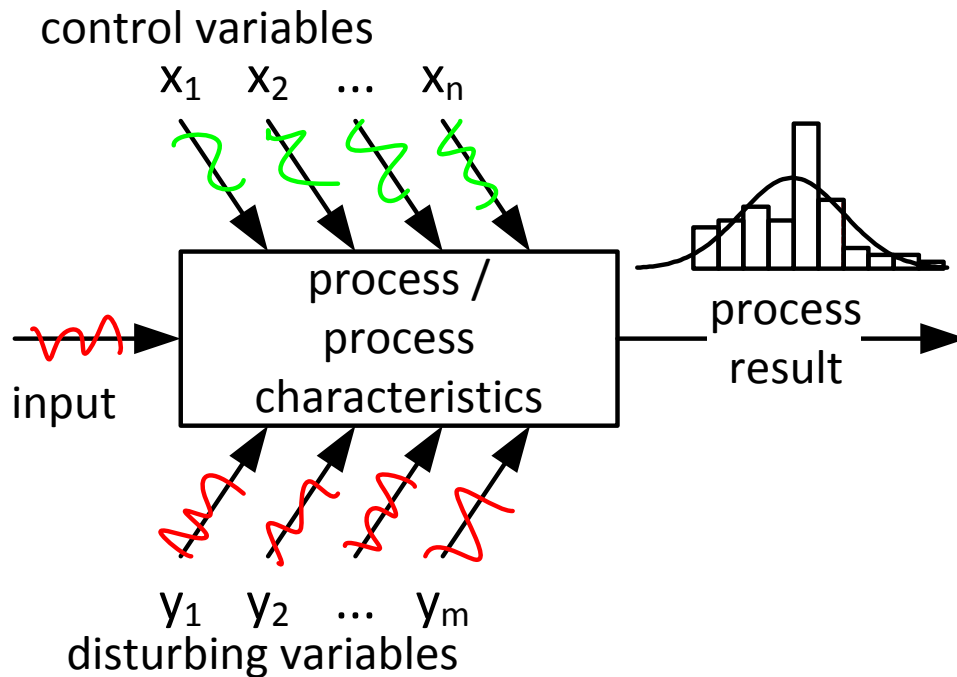 control variables
x₁ x₂ ... xₙ
process /
process
characteristics
input
process
result
y₁ y₂ ... yₘ
disturbing variables